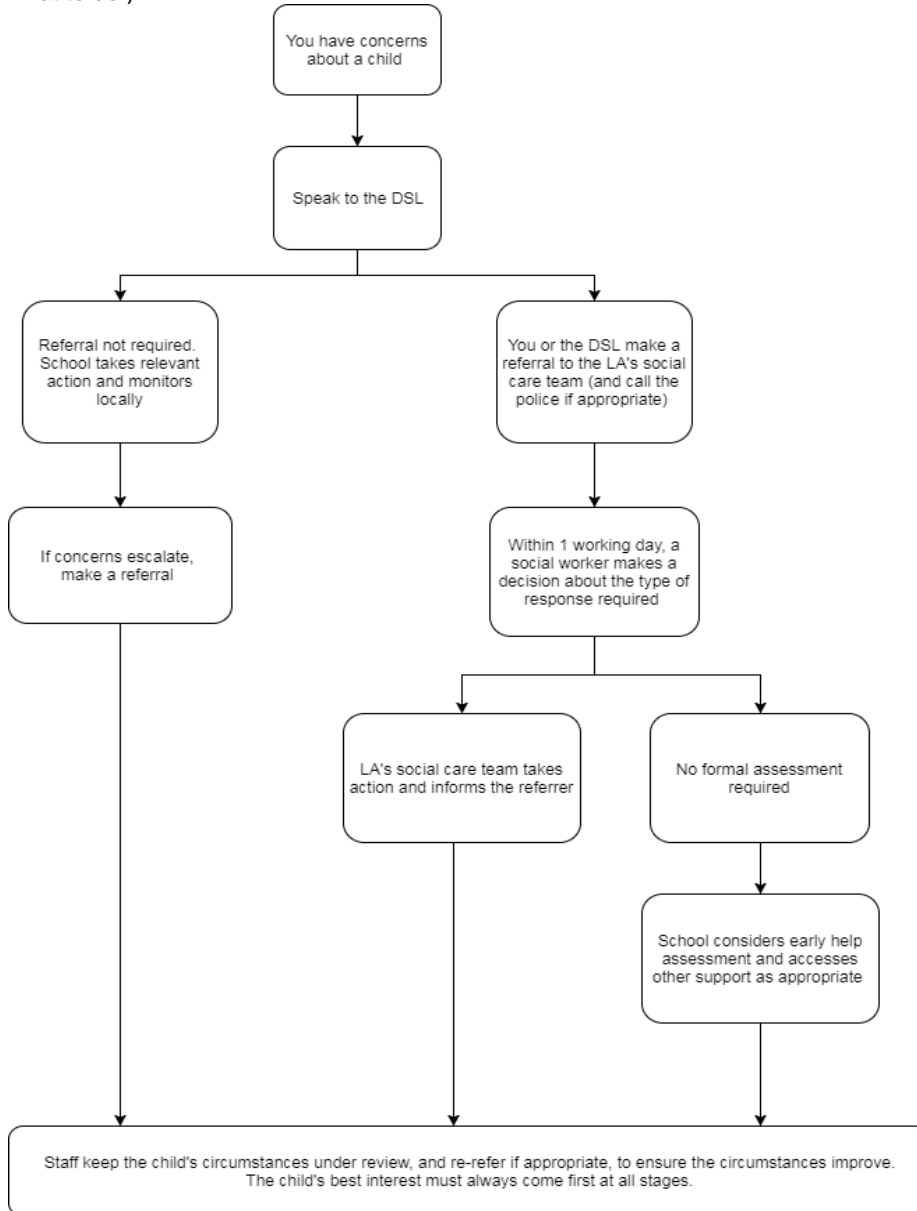 You have concerns
about a child
Speak to the DSL
Referral not required.
School takes relevant
action and monitors
locally
You or the DSL make a
referral to the LA's social
care team (and call the
police if appropriate)
If concerns escalate,
make a referral
Within 1 working day, a
social worker makes a
decision about the type of
response required
LA's social care team takes
action and informs the referrer
No formal assessment
required
School considers early help
assessment and accesses
other support as appropriate
Staff keep the child's circumstances under review, and re-refer if appropriate, to ensure the circumstances improve.
The child's best interest must always come first at all stages.